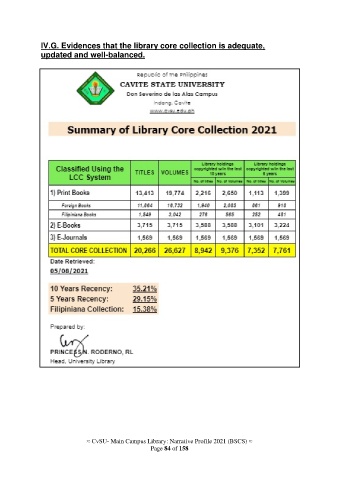 IV.G. Evidences that the library core collection is adequate,
updated and well-balanced.
Republic of the Philippines
CAVITE STATE UNIVERSITY
Don Severino de las Alas Campus
Indang, Cavite
www.cvsu.edu.ph
Summary of Library Core Collection 2021
Classified Using the LCC System TITLES VOLUMES Library holdings copyrighted w/in the last 10 years Library holdings copyrighted w/in the last 5 years
No. of titles No. of Volumes No. of titles No. of Volumes
1) Print Books 13,413 19,774 2,216 2,650 1,113 1,399
Foreign Books 11,864 16,732 1,940 2,082 861 918
Filipiniana Books 1,549 3,042 276 568 252 481
2) E-Books 3,715 3,715 3,588 3,588 3,101 3,224
3) E-Journals 1,569 1,569 1,569 1,569 1,569 1,569
TOTAL CORE COLLECTION 20,266 26,627 8,942 9,376 7,352 7,761
Date Retrieved:
05/08/2021
10 Years Recency: 35.21%
5 Years Recency: 29.15%
Filipiniana Collection: 15.38%
Prepared by:
PRINCESS N. RODERNO, RL
Head, University Library
≈ CvSU- Main Campus Library: Narrative Profile 2021 (BSCS) ≈
Page 84 of 158